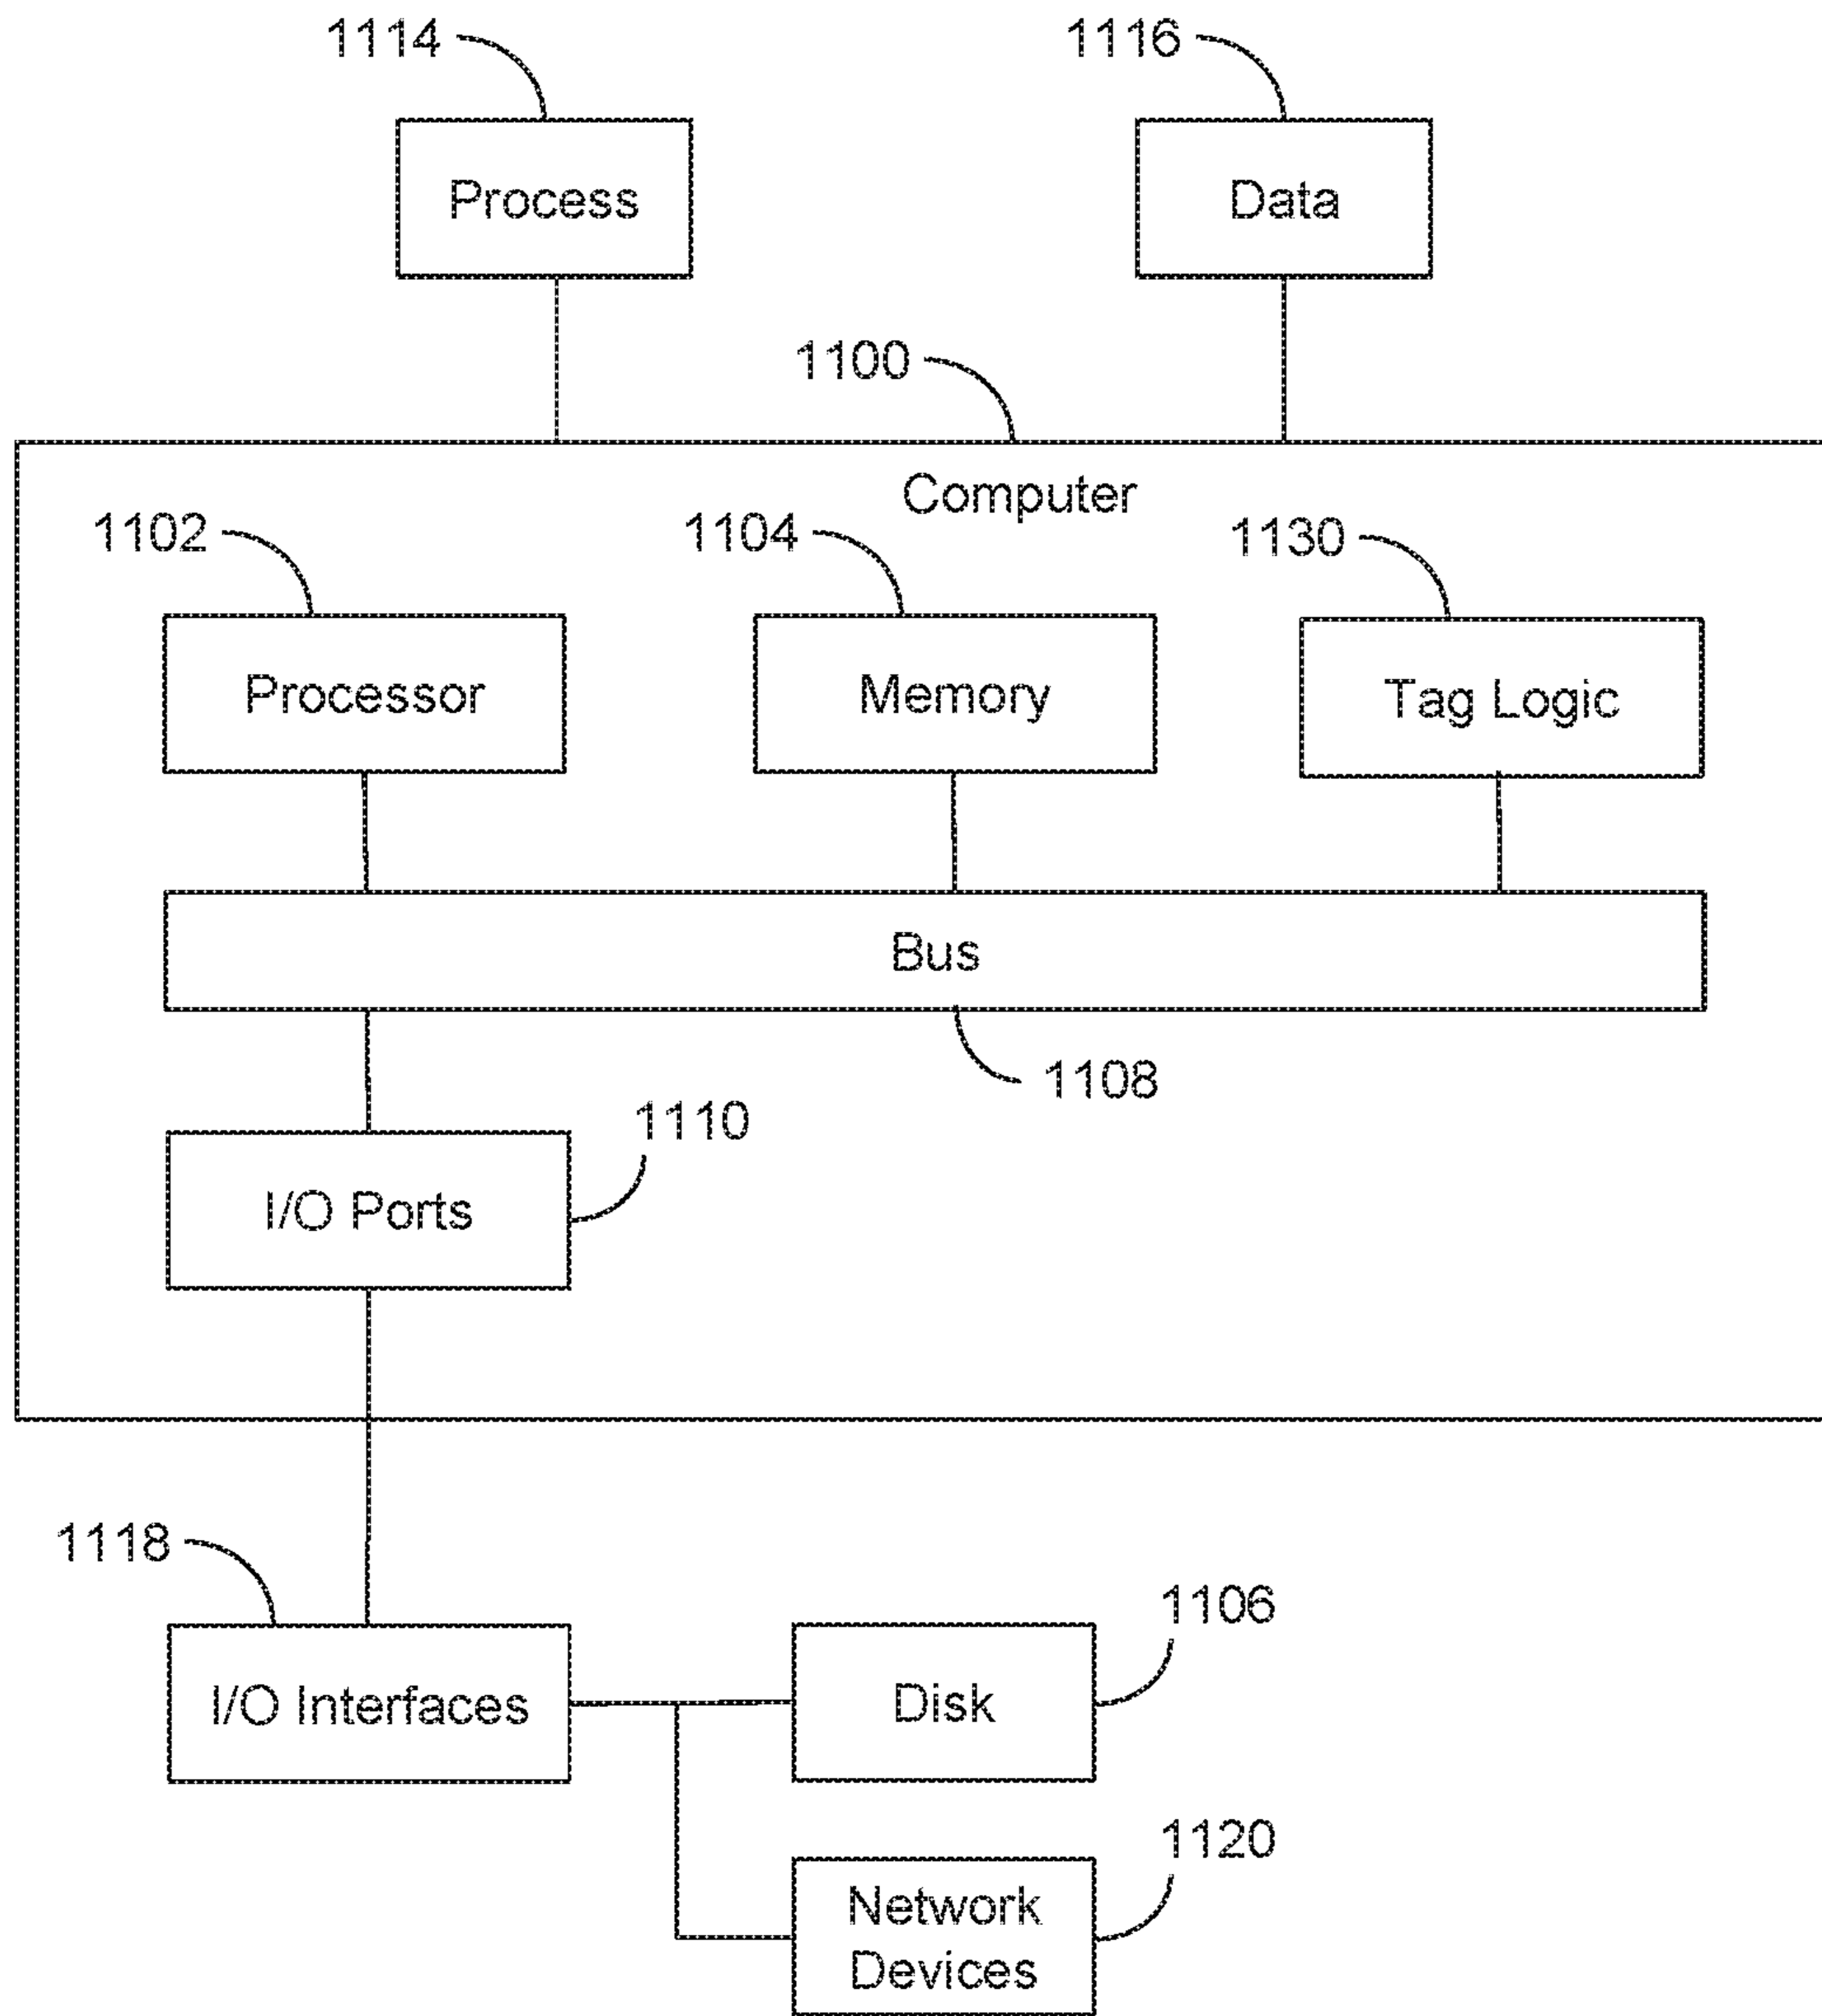 1114
1116
Process
Data
1100
Computer
1102
1104
1130
Processor
Memory
Tag Logic
Bus
1108
1110
I/O Ports
1118
1106
I/O Interfaces
Disk
1120
Network
Devices